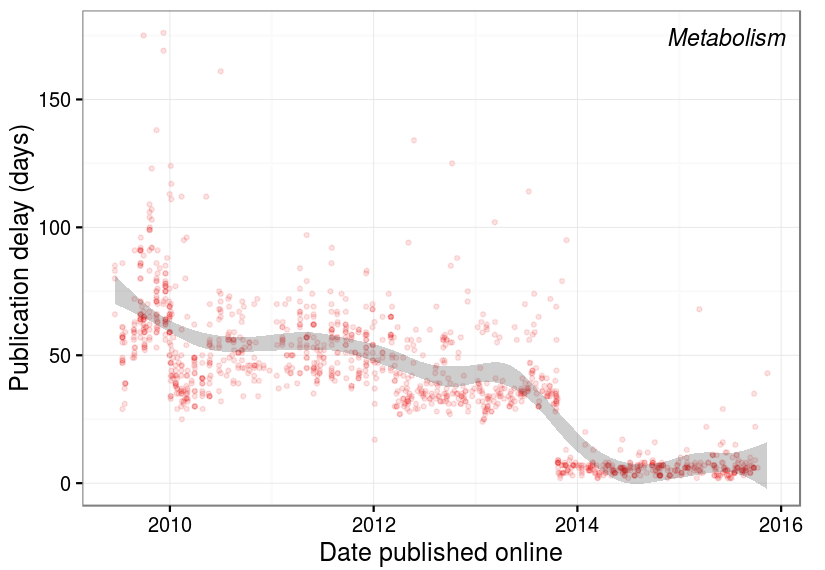 Metabolism
Publication delay (days)
150
100
50
0
2010 2012 2014 2016
Date published online